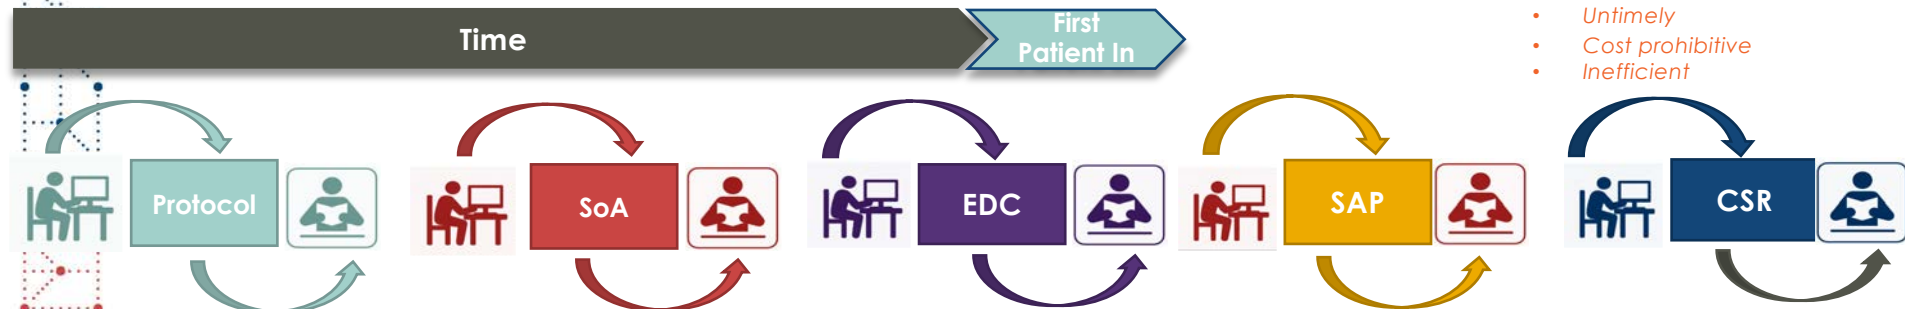 Time
First
Patient In
• Untimely
• Cost prohibitive
• Inefficient
Protocol
SoA
EDC
SAP
CSR